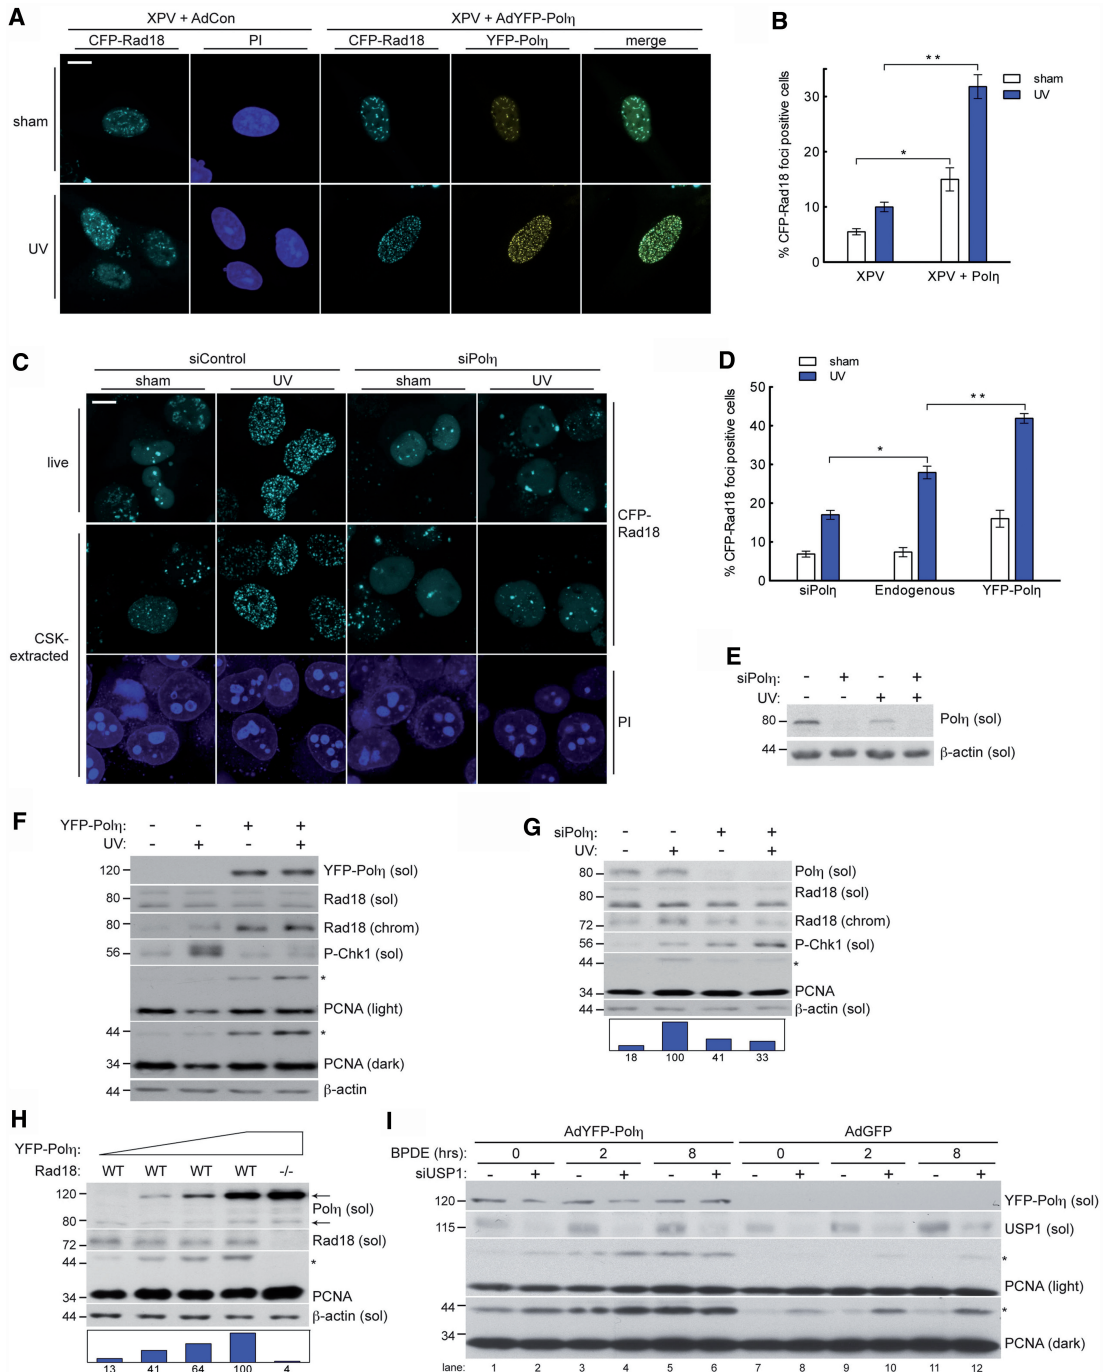 A
XPV + AdCon
XPV + AdYFP-Polη
CFP-Rad18
PI
CFP-Rad18
YFP-Polη
merge
sham
UV
B
% CFP-Rad18 foci positive cells
30
20
10
0
* *
*
sham
UV
XPV
XPV + Polη
C
siControl
siPolη
sham
UV
sham
UV
live
CSK-
extracted
CFP-
Rad18
PI
D
sham
UV
% CFP-Rad18 foci positive cells
50
40
30
20
10
0
*
* *
siPolη
Endogenous
YFP-Polη
E
siPolη: - + - +
UV: - - + +
80
Polη (sol)
44
β-actin (sol)
F
YFP-Polη: - - + +
UV: - + - +
120
YFP-Polη (sol)
80
Rad18 (sol)
80
Rad18 (chrom)
56
P-Chk1 (sol)
*
PCNA (light)
44
*
34
PCNA (dark)
44
β-actin
G
siPolη: - - + +
UV: - + - +
80
Polη (sol)
80
Rad18 (sol)
72
Rad18 (chrom)
56
P-Chk1 (sol)
44
*
34
PCNA
44
β-actin (sol)
18 100 41 33
H
YFP-Polη:
Rad18: WT WT WT WT -/-
120
Polη (sol)
80
72
Rad18 (sol)
44
*
34
PCNA
44
β-actin (sol)
13 41 64 100 4
I
AdYFP-Polη
AdGFP
BPDE (hrs): 0 2 8 0 2 8
siUSP1: - + - + - + - + - + - +
120
YFP-Polη (sol)
115
USP1 (sol)
*
PCNA (light)
44
*
34
PCNA (dark)
lane: 1 2 3 4 5 6 7 8 9 10 11 12